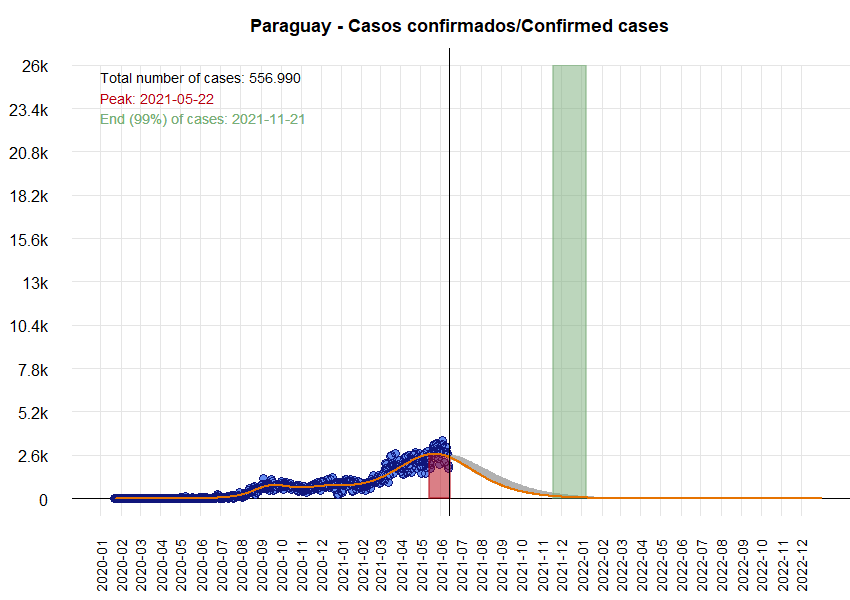 Paraguay - Casos confirmados/Confirmed cases
26k
Total number of cases: 556.990
Peak: 2021-05-22
End (99%) of cases: 2021-11-21
23.4k
20.8k
18.2k
15.6k
13k
10.4k
7.8k
5.2k
2.6k
0
2020-01
2020-02
2020-03
2020-04
2020-05
2020-06
2020-07
2020-08
2020-09
2020-10
2020-11
2020-12
2021-01
2021-02
2021-03
2021-04
2021-05
2021-06
2021-07
2021-08
2021-09
2021-10
2021-11
2021-12
2022-01
2022-02
2022-03
2022-04
2022-05
2022-06
2022-07
2022-08
2022-09
2022-10
2022-11
2022-12